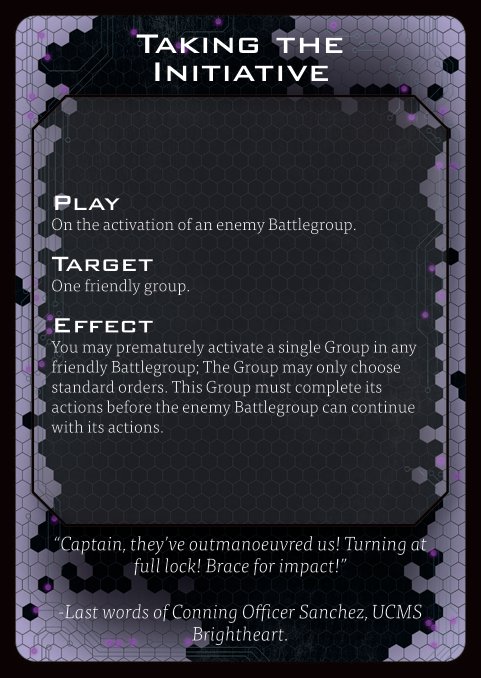 Taking the
Initiative
Play
On the activation of an enemy Battlegroup.
Target
One friendly group.
Effect
You may prematurely activate a single Group in any
friendly Battlegroup; The Group may only choose
standard orders. This Group must complete its
actions before the enemy Battlegroup can continue
with its actions.
“Captain, they’ve outmanoeuvred us! Turning at
full lock! Brace for impact!”
-Last words of Conning Officer Sanchez, UCMS
Brightheart.